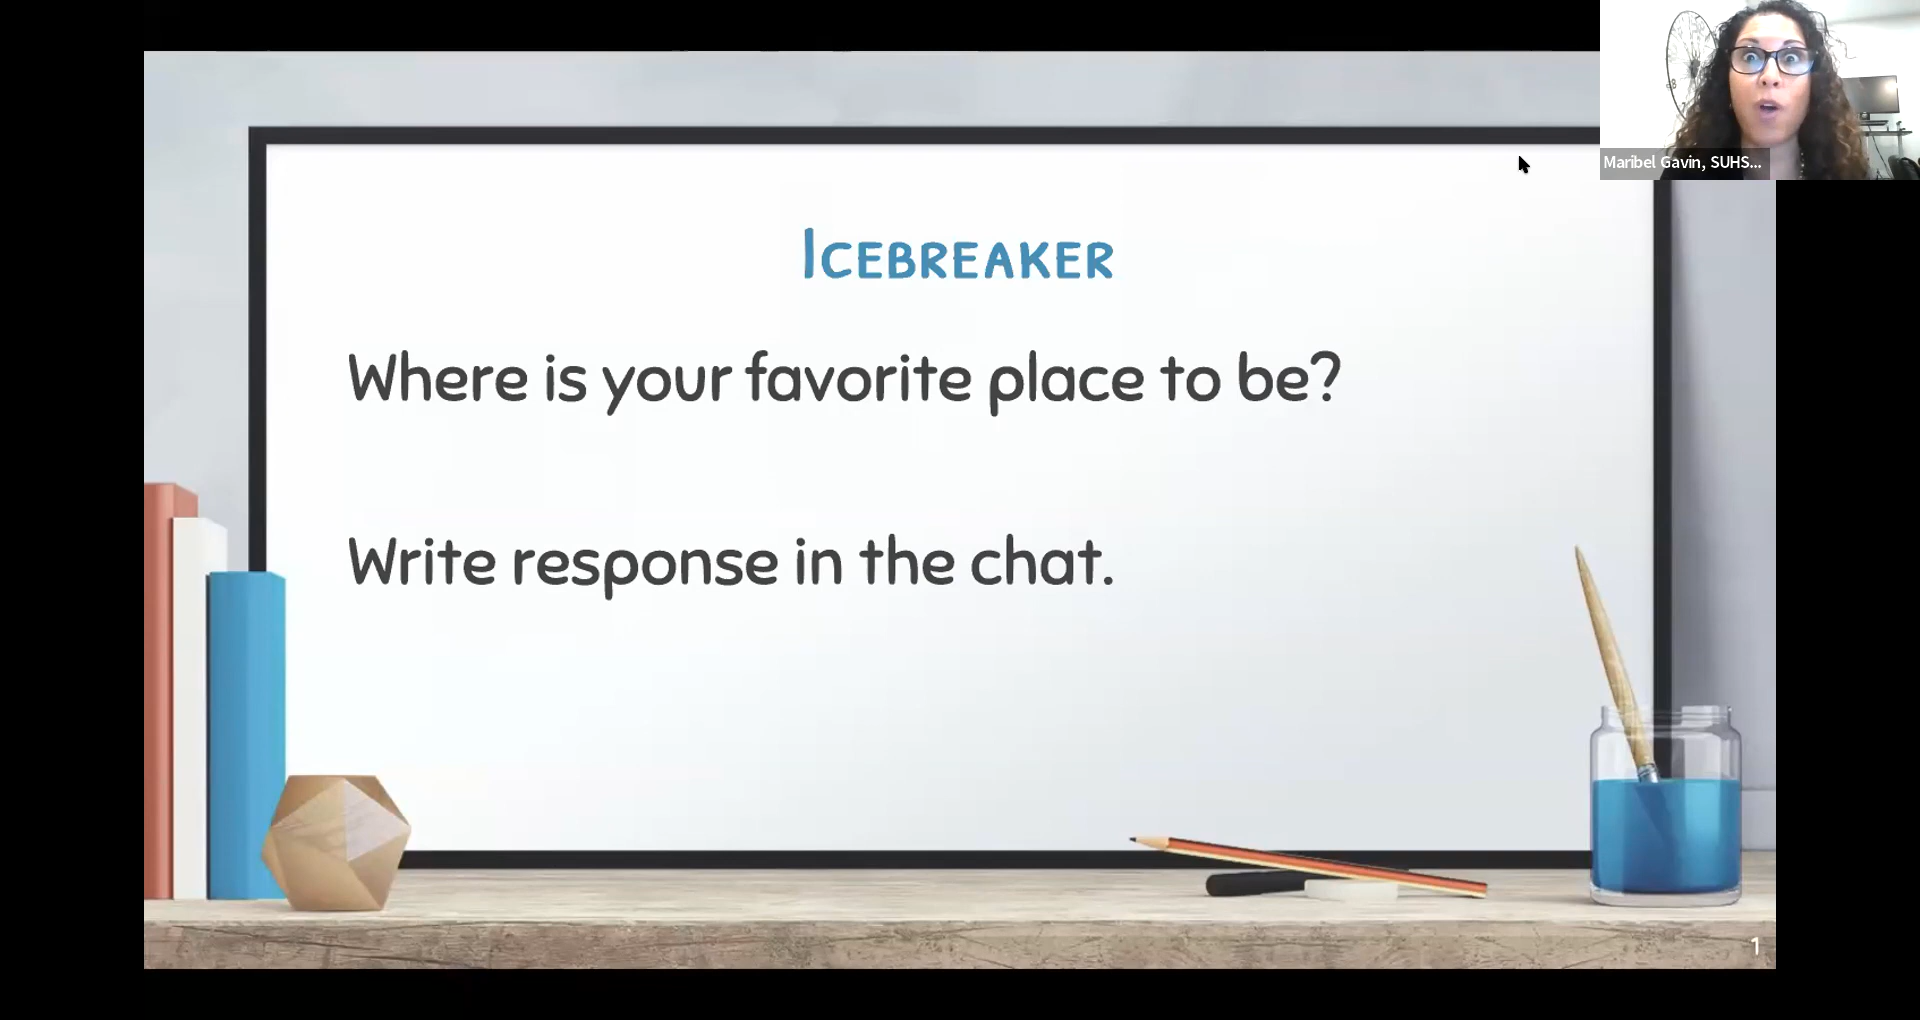 Maribel Gavin, SUHS...
Icebreaker
Where is your favorite place to be?
Write response in the chat.
1